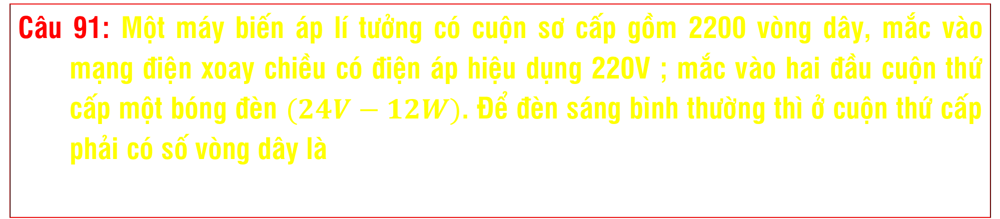 Câu 91: Một máy biến áp lí tưởng có cuộn sơ cấp gồm 2200 vòng dây, mắc vào
mạng điện xoay chiều có điện áp hiệu dụng 220V ; mắc vào hai đầu cuộn thứ
cấp một bóng đèn (24V − 12W). Để đèn sáng bình thường thì ở cuộn thứ cấp
phải có số vòng dây là